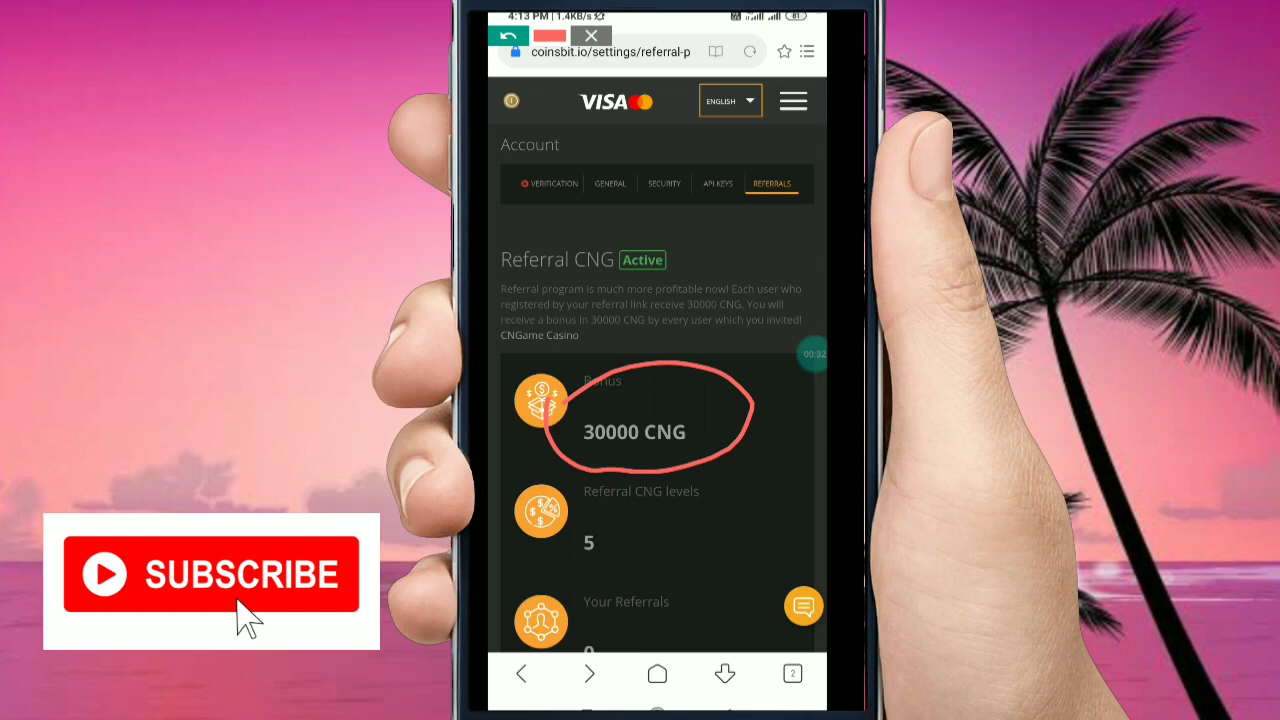 4:13 PM | 1.4KB/s
81
coinsbit.io/settings/referral-p
VISA
ENGLISH
Account
VERIFICATION
GENERAL
SECURITY
API KEYS
REFERRALS
Referral CNG Active
Referral program is much more profitable now! Each user who
registered by your referral link receive 30000 CNG. You will
receive a bonus in 30000 CNG by every user which you invited!
CNGame Casino
00:32
Bonus
30000 CNG
Referral CNG levels
5
Your Referrals
0
2
SUBSCRIBE